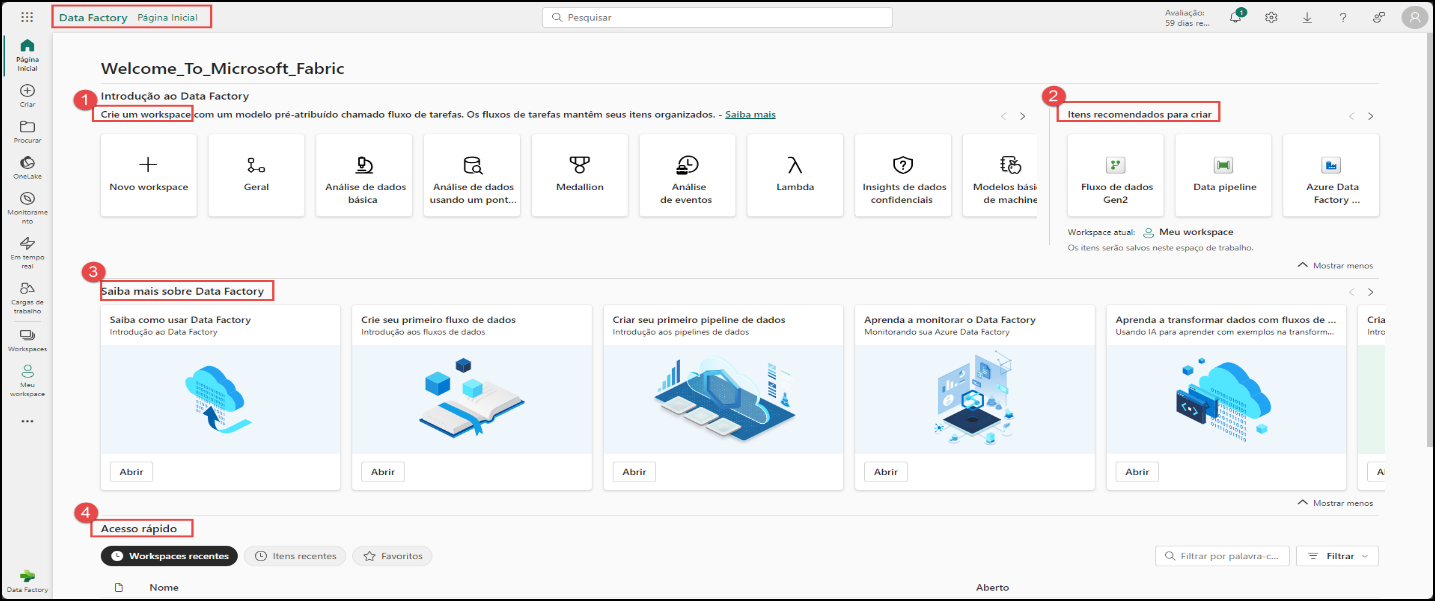 Data Factory Página Inicial
Pesquisar
Avaliação:
59 dias re...
1
Página
Inicial
Criar
Procurar
OneLake
Monitorame
nto
Em tempo
real
Cargas de
trabalho
Workspaces
Meu
workspace
Data Factory
Welcome_To_Microsoft_Fabric
Introdução ao Data Factory
1
Crie um workspace com um modelo pré-atribuído chamado fluxo de tarefas. Os fluxos de tarefas mantêm seus itens organizados. - Saiba mais
Novo workspace
Geral
Análise de dados
básica
Análise de dados
usando um pont...
Medallion
Análise
de eventos
Lambda
Insights de dados
confidenciais
Modelos bási
de machine
2
Itens recomendados para criar
Fluxo de dados
Gen2
Data pipeline
Azure Data
Factory ...
Workspace atual: Meu workspace
Os itens serão salvos neste espaço de trabalho.
Mostrar menos
3
Saiba mais sobre Data Factory
Saiba como usar Data Factory
Introdução ao Data Factory
Abrir
Crie seu primeiro fluxo de dados
Introdução aos fluxos de dados
Abrir
Criar seu primeiro pipeline de dados
Introdução aos pipelines de dados
Abrir
Aprenda a monitorar o Data Factory
Monitorando sua Azure Data Factory
Abrir
Aprenda a transformar dados com fluxos de ...
Usando IA para aprender com exemplos na transform...
Abrir
Cria
Intro
Mostrar menos
4
Acesso rápido
Workspaces recentes
Itens recentes
Favoritos
Filtrar por palavra-c...
Filtrar
Nome
Aberto